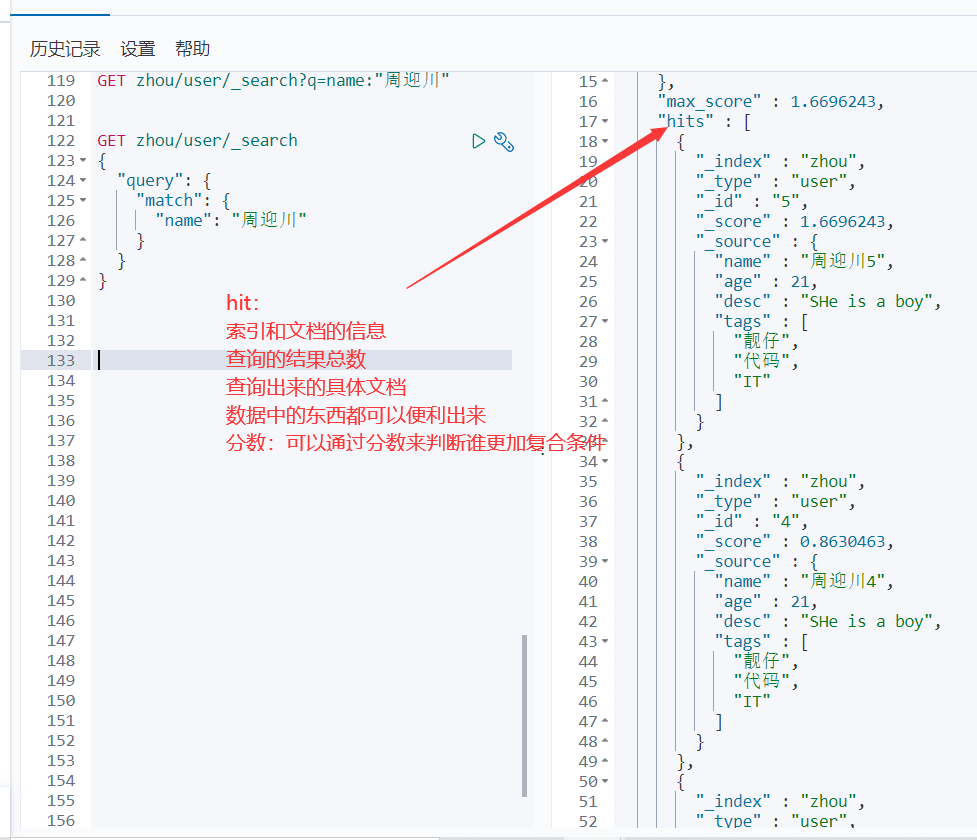 历史记录 设置 帮助
119 GET zhou/user/_search?q=name:"周迎川"
120
121
122 GET zhou/user/_search
123 {
124 "query": {
125 "match": {
126 "name": "周迎川"
127 }
128 }
129 }
130
131
132
133
134
135
136
137
138
139
140
141
142
143
144
145
146
147
148
149
150
151
152
153
154
155
156
hit：
索引和文档的信息
查询的结果总数
查询出来的具体文档
数据中的东西都可以便利出来
分数：可以通过分数来判断谁更加复合条件
15 },
16 "max_score" : 1.6696243,
17 "hits" : [
18 {
19 "_index" : "zhou",
20 "_type" : "user",
21 "_id" : "5",
22 "_score" : 1.6696243,
23 "_source" : {
24 "name" : "周迎川5",
25 "age" : 21,
26 "desc" : "SHe is a boy",
27 "tags" : [
28 "靓仔",
29 "代码",
30 "IT"
31 ]
32 }
33 },
34 {
35 "_index" : "zhou",
36 "_type" : "user",
37 "_id" : "4",
38 "_score" : 0.8630463,
39 "_source" : {
40 "name" : "周迎川4",
41 "age" : 21,
42 "desc" : "SHe is a boy",
43 "tags" : [
44 "靓仔",
45 "代码",
46 "IT"
47 ]
48 }
49 },
50 {
51 "_index" : "zhou",
52 "_type" : "user",